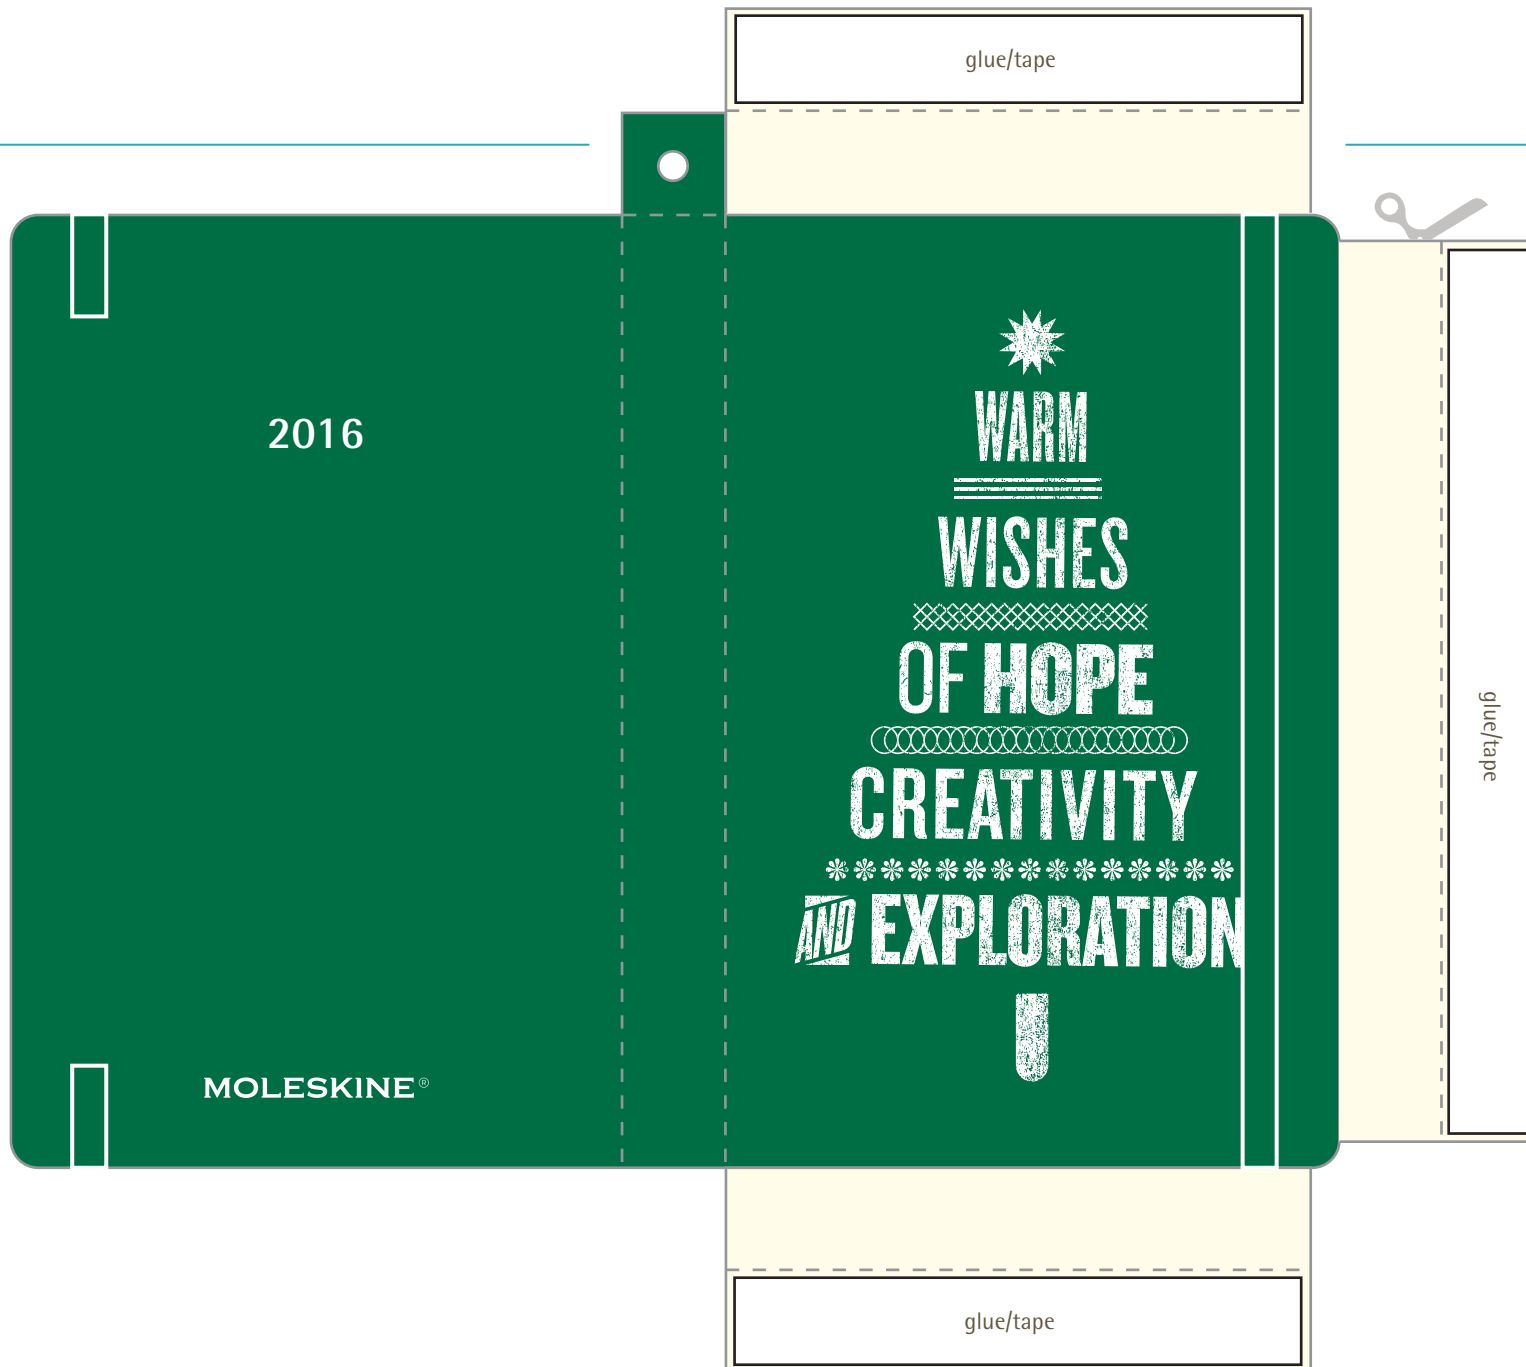 glue/tape
2016
WARM
WISHES
OF HOPE
CREATIVITY
AND EXPLORATION
MOLESKINE®
glue/tape
glue/tape